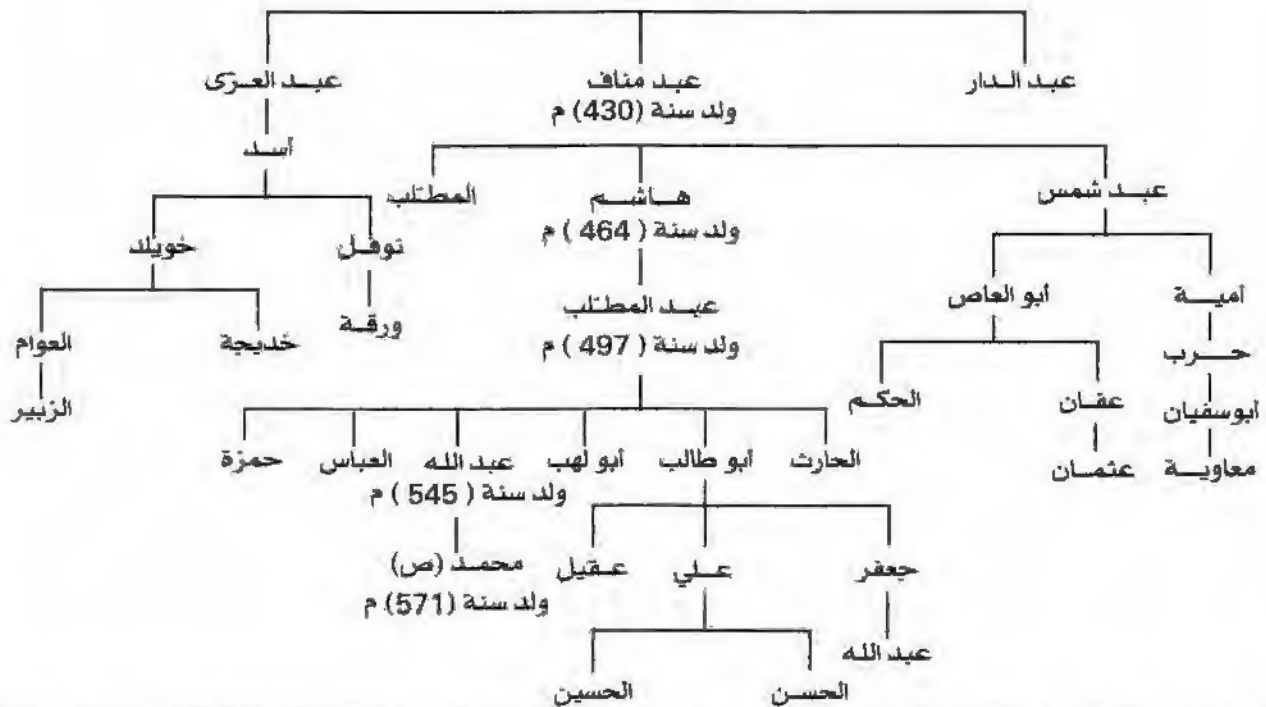 عبد الدار عبد مناف عبد العزى
ولد سنة (430) م
أسد
عبد شمس هاشم المطلب
ولد سنة (464) م
نوفل خويلد
أمية أبو العاص
عبد المطلب
ولد سنة (497) م
ورقة خديجة العوام
حرب
عفان الحكم
الزبير
أبوسفيان
معاوية عثمان
الحارث أبو طالب أبو لهب عبد الله العباس حمزة
ولد سنة (545) م
جعفر علي عقيل محمد (ص)
ولد سنة (571) م
عبد الله
الحسن الحسين